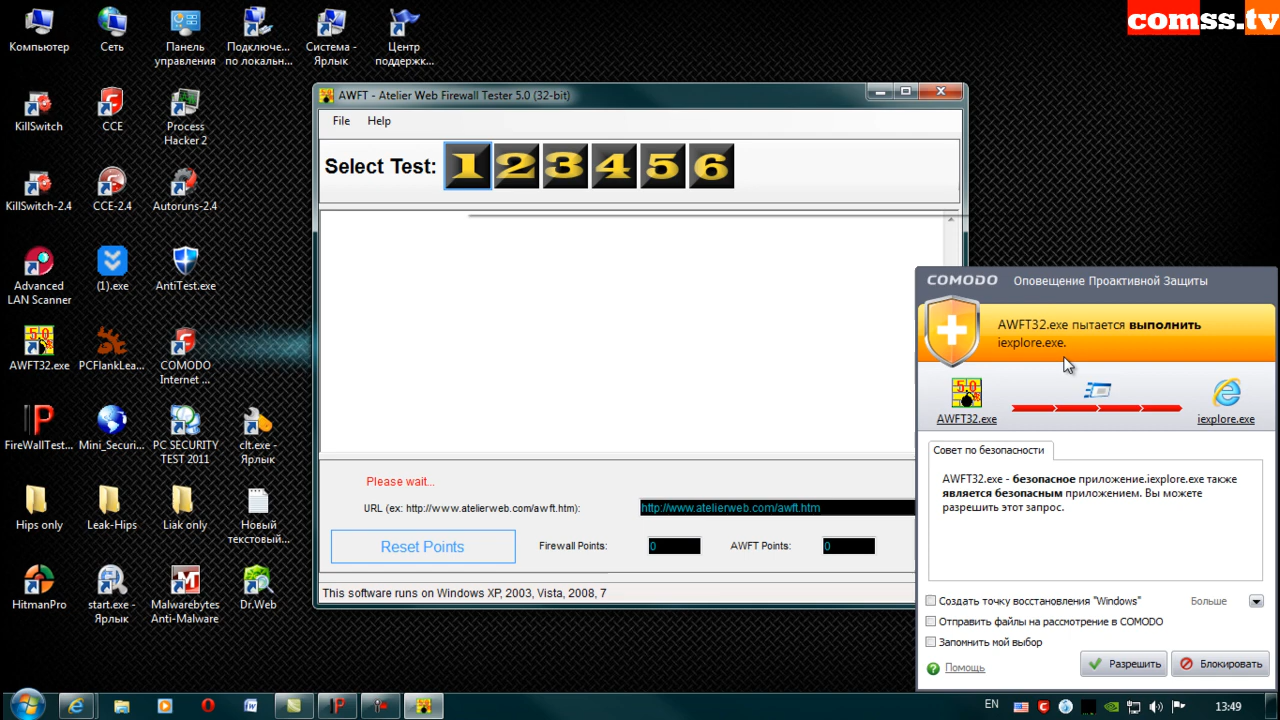 comss.tv
Компьютер
Сеть
Панель
управления
Подключе...
по локальн...
Система -
Ярлык
Центр
поддержк...
KillSwitch
CCE
Process
Hacker 2
KillSwitch-2.4
CCE-2.4
Autoruns-2.4
Advanced
LAN Scanner
(1).exe
AntiTest.exe
5.0
AWFT32.exe
PCFlankLea...
COMODO
Internet ...
FireWallTest...
Mini_Securi...
PC SECURITY
TEST 2011
clt.exe -
Ярлык
Hips only
Leak-Hips
Liak only
Новый
текстовый...
HitmanPro
start.exe -
Ярлык
Malwarebytes
Anti-Malware
Dr.Web
AWFT - Atelier Web Firewall Tester 5.0 (32-bit)
File Help
Select Test: 1 2 3 4 5 6
Please wait...
URL (ex: http://www.atelierweb.com/awft.htm):
http://www.atelierweb.com/awft.htm
Reset Points
Firewall Points: 0
AWFT Points: 0
This software runs on Windows XP, 2003, Vista, 2008, 7
COMODO Оповещение Проактивной Защиты
AWFT32.exe пытается выполнить
iexplore.exe.
5.0
AWFT32.exe
iexplore.exe
Совет по безопасности
AWFT32.exe - безопасное приложение.iexplore.exe также
является безопасным приложением. Вы можете
разрешить этот запрос.
Создать точку восстановления "Windows"
Больше
Отправить файлы на рассмотрение в COMODO
Запомнить мой выбор
Помощь
Разрешить
Блокировать
EN
13:49